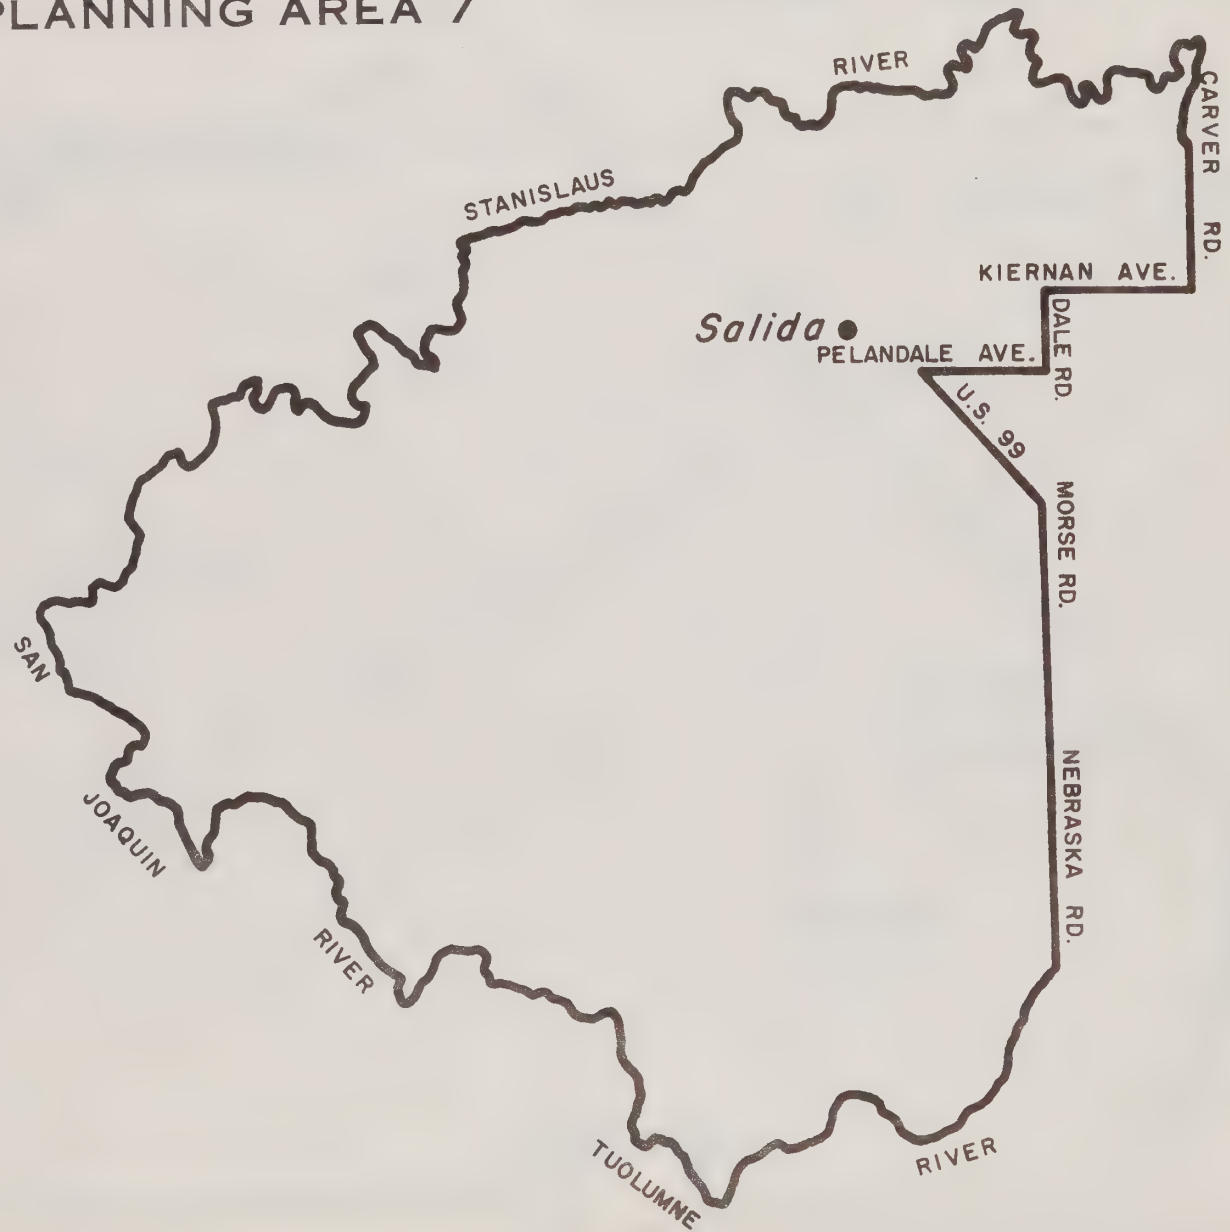 PLANNING AREA 7
RIVER
STANISLAUS
CARVER RD.
KIERNAN AVE.
DALE RD.
Salida
PELANDALE AVE.
U.S. 99
MORSE RD.
NEBRASKA RD.
SAN
JOAQUIN
RIVER
TUOLUMNE
RIVER